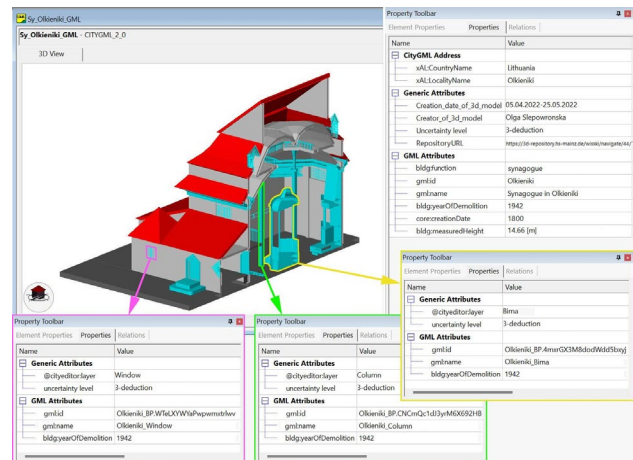 Sy_Olkieniki_GML
Sy_Olkieniki_GML - CITYGML_2_0
3D View
Property Toolbar
Element Properties Properties Relations
Name Value
CityGML Address
xAL:CountryName Lithuania
xAL:LocalityName Olkieniki
Generic Attributes
Creation_date_of_3d_model 05.04.2022-25.05.2022
Creator_of_3d_model Olga Slepowronska
Uncertainty level 3-deduction
RepositoryURL https://3d-repository.hs-mainz.de/wisski/navigate/44/
GML Attributes
bldg:function synagogue
gml:id Olkieniki
gml:name Synagogue in Olkieniki
bldg:yearOfDemolition 1942
core:creationDate 1800
bldg:measuredHeight 14.66 [m]
Property Toolbar
Element Properties Properties Relations
Name Value
Generic Attributes
@cityeditor:layer Bima
uncertainty level 3-deduction
GML Attributes
gml:id
gml:name Olkieniki_Bima
bldg:yearOfDemolition 1942
Property Toolbar
Element Properties Properties Relations
Name Value
Generic Attributes
@cityeditor:layer Window
uncertainty level 3-deduction
GML Attributes
gml:id
gml:name Olkieniki_Window
bldg:yearOfDemolition 1942
Property Toolbar
Element Properties Properties Relations
Name Value
Generic Attributes
@cityeditor:layer Column
uncertainty level 3-deduction
GML Attributes
gml:id
gml:name Olkieniki_Column
bldg:yearOfDemolition 1942